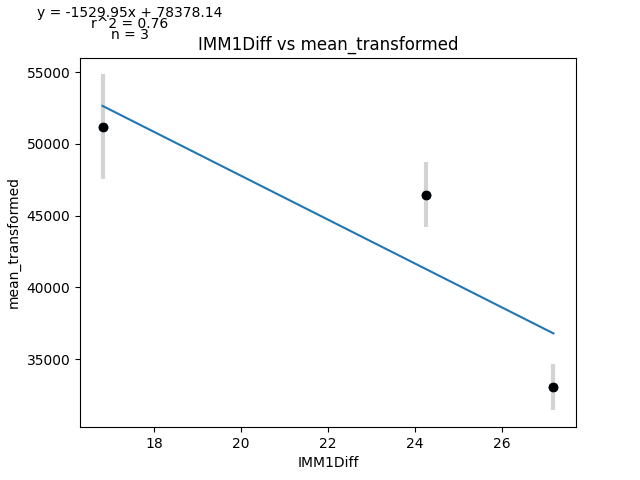 y = -1529.95x + 78378.14
r^2 = 0.76
n = 3
IMM1Diff vs mean_transformed
55000
50000
45000
40000
35000
mean_transformed
18 20 22 24 26
IMM1Diff